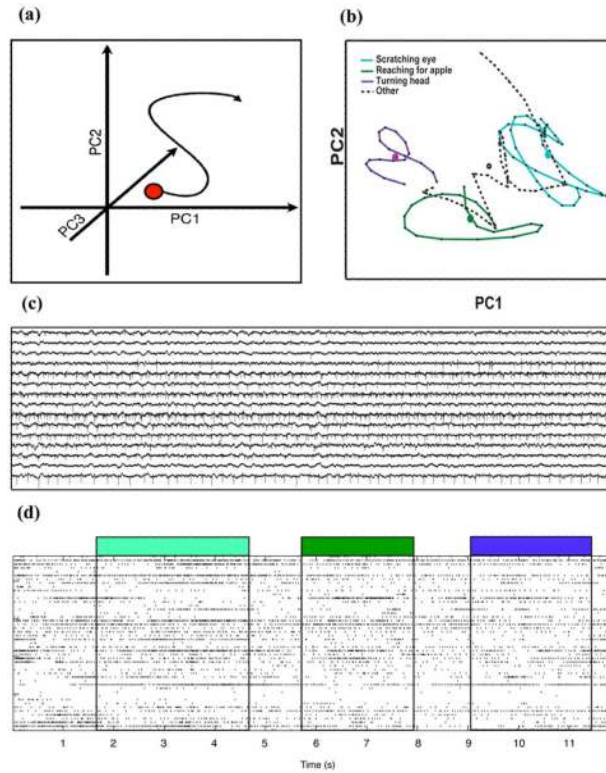 (a)
PC2
PC3
PC1
(b)
Scratching eye
Reaching for apple
Turning head
Other
PC2
PC1
(c)
(d)
1 2 3 4 5 6 7 8 9 10 11
Time (s)